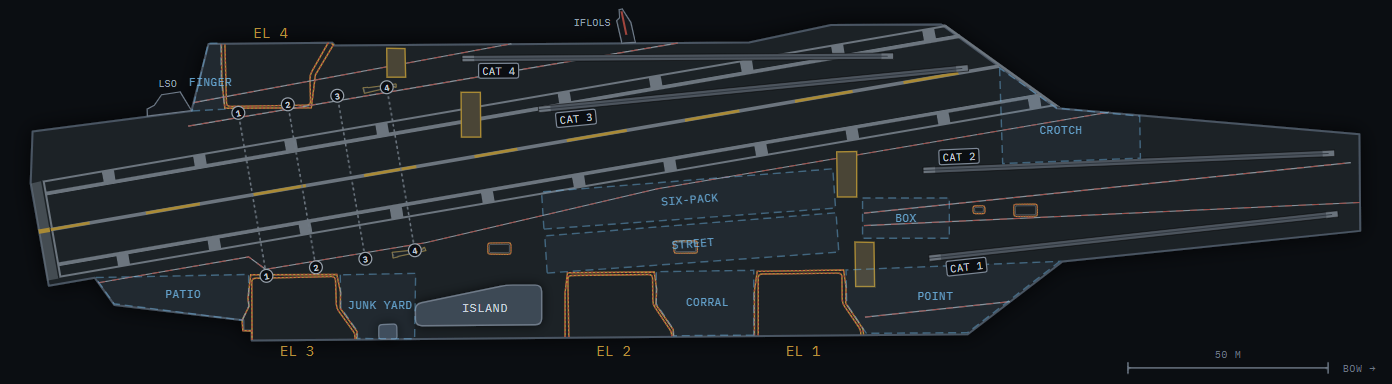 EL 4
IFLOLS
LSO
FINGER
CAT 4
CAT 3
1
2
3
4
CROTCH
CAT 2
SIX-PACK
BOX
STREET
CAT 1
1
2
3
4
PATIO
JUNK YARD
ISLAND
CORRAL
POINT
EL 3
EL 2
EL 1
50 M
BOW →